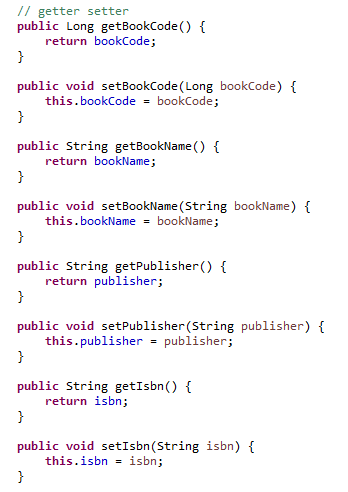 // getter setter
public Long getBookCode() {
    return bookCode;
}

public void setBookCode(Long bookCode) {
    this.bookCode = bookCode;
}

public String getBookName() {
    return bookName;
}

public void setBookName(String bookName) {
    this.bookName = bookName;
}

public String getPublisher() {
    return publisher;
}

public void setPublisher(String publisher) {
    this.publisher = publisher;
}

public String getIsbn() {
    return isbn;
}

public void setIsbn(String isbn) {
    this.isbn = isbn;
}